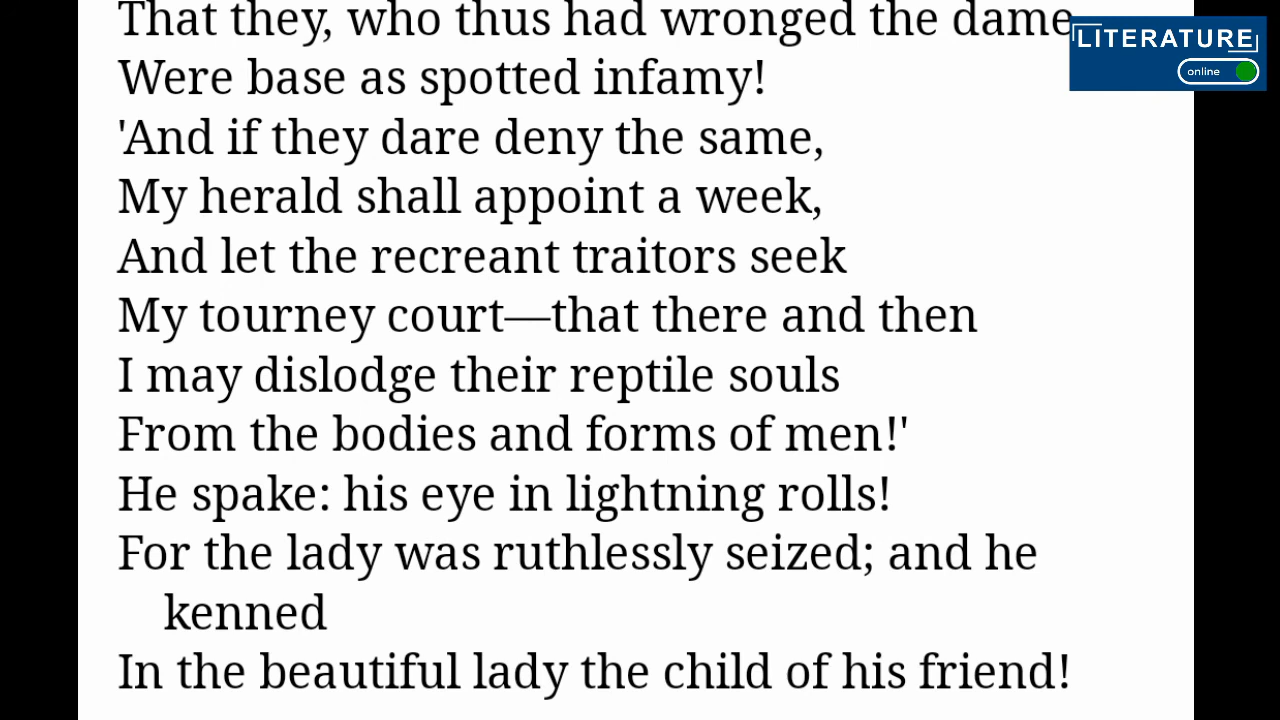 That they, who thus had wronged the dame
Were base as spotted infamy!
'And if they dare deny the same,
My herald shall appoint a week,
And let the recreant traitors seek
My tourney court—that there and then
I may dislodge their reptile souls
From the bodies and forms of men!'
He spake: his eye in lightning rolls!
For the lady was ruthlessly seized; and he
kenned
In the beautiful lady the child of his friend!
LITERATURE
online